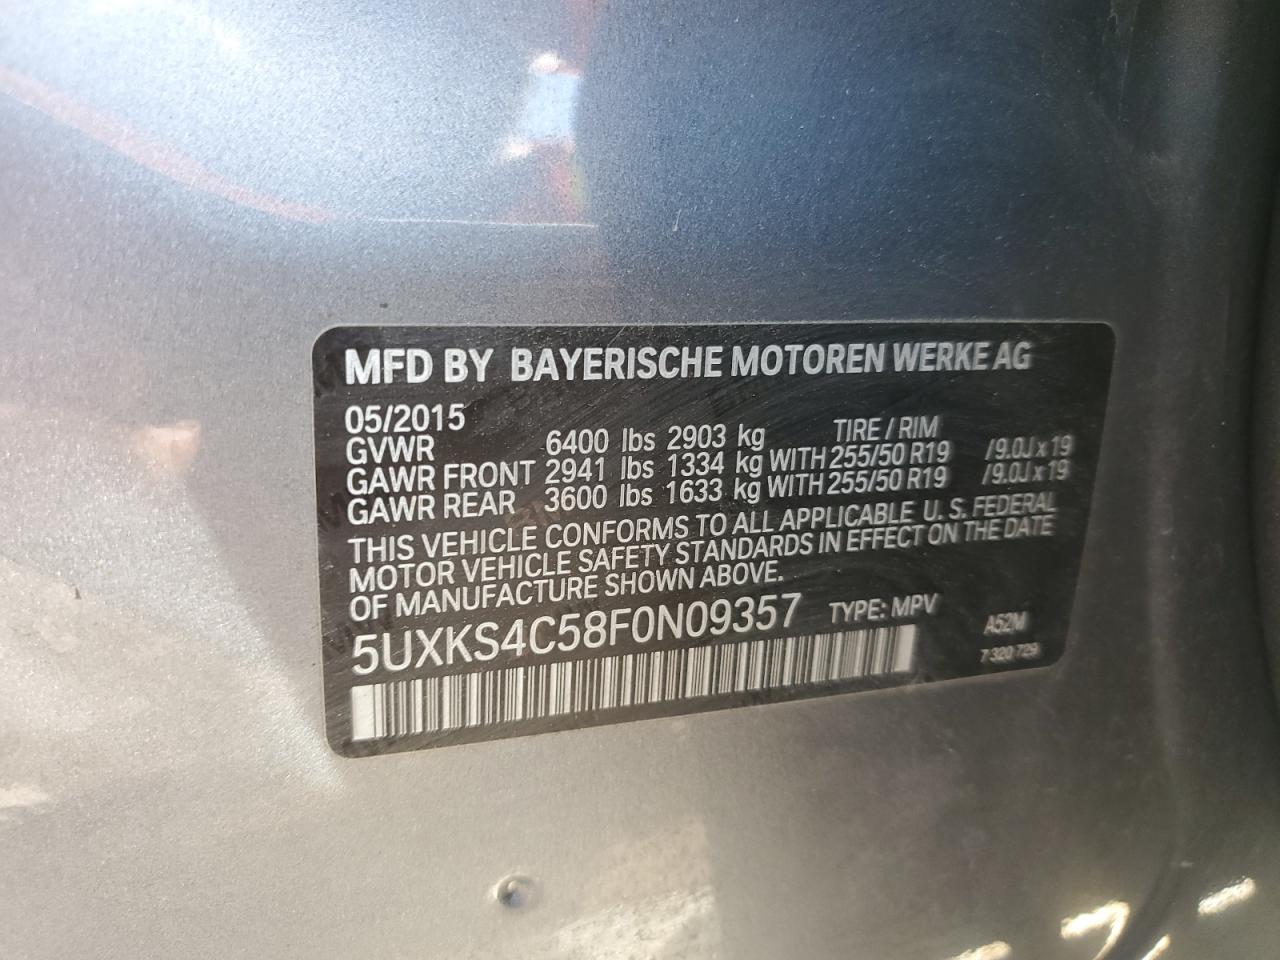 MFD BY BAYERISCHE MOTOREN WERKE AG
05/2015
GVWR 6400 lbs 2903 kg TIRE / RIM
GAWR FRONT 2941 lbs 1334 kg WITH 255/50 R19 /9.0J x 19
GAWR REAR 3600 lbs 1633 kg WITH 255/50 R19 /9.0J x 19
THIS VEHICLE CONFORMS TO ALL APPLICABLE U. S. FEDERAL
MOTOR VEHICLE SAFETY STANDARDS IN EFFECT ON THE DATE
OF MANUFACTURE SHOWN ABOVE.
5UXKS4C58F0N09357 TYPE: MPV A52M
7 320 729